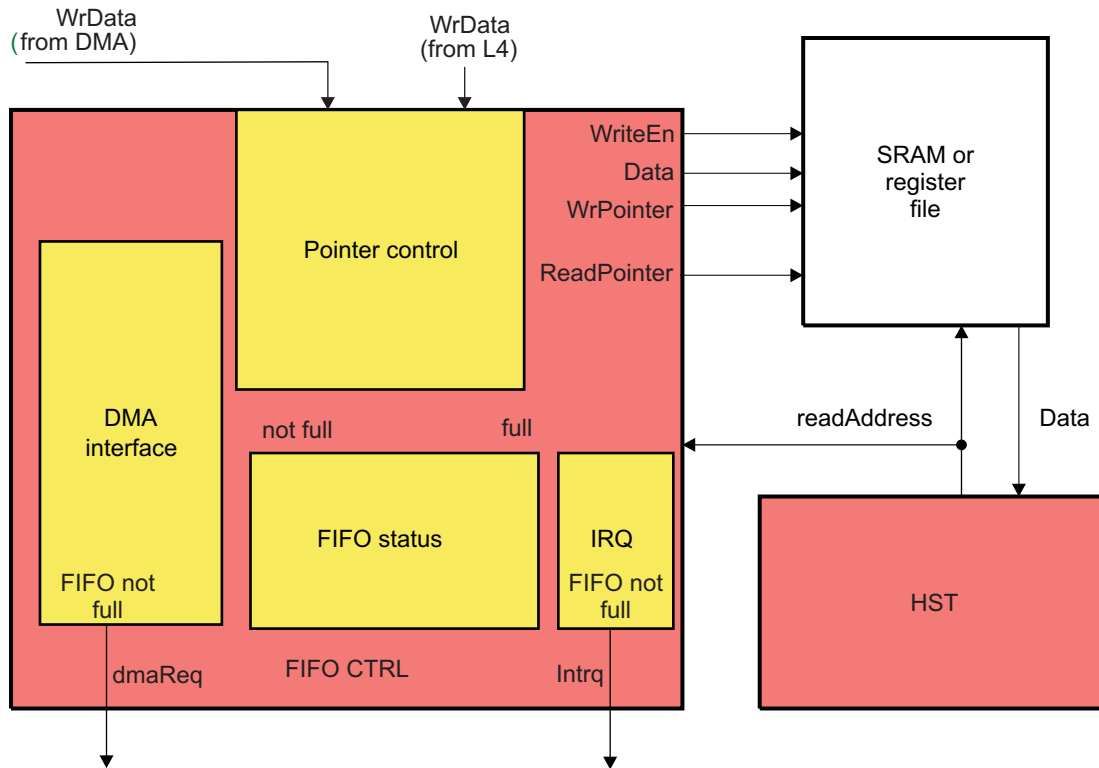 WrData
(from DMA)
WrData
(from L4)
WriteEn
Data
WrPointer
ReadPointer
SRAM or
register
file
Pointer control
DMA
interface
not full
full
readAddress
Data
FIFO status
IRQ
FIFO not
full
FIFO not
full
HST
dmaReq
FIFO CTRL
Intrq